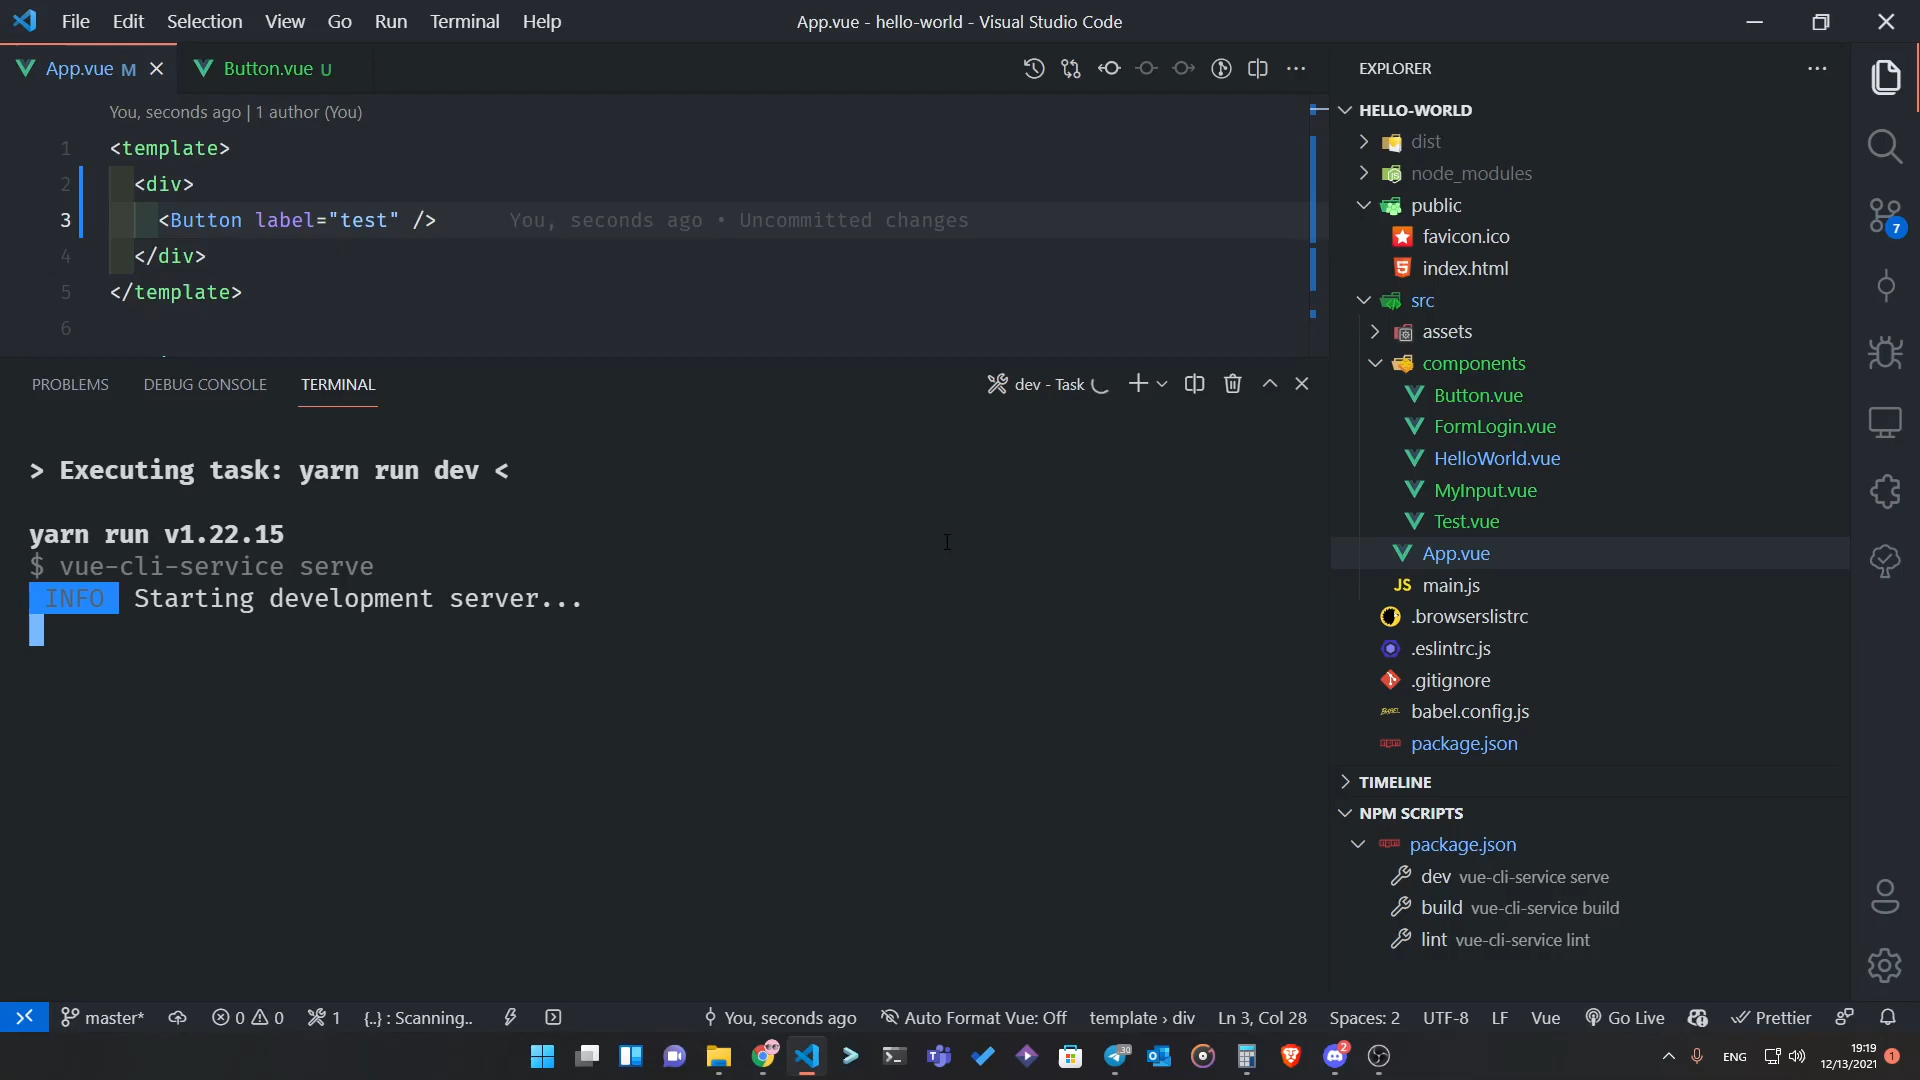 File Edit Selection View Go Run Terminal Help
App.vue - hello-world - Visual Studio Code
App.vue M
Button.vue U
You, seconds ago | 1 author (You)
1 <template>
2 <div>
3 <Button label="test" /> You, seconds ago • Uncommitted changes
4 </div>
5 </template>
6
PROBLEMS DEBUG CONSOLE TERMINAL
dev - Task
> Executing task: yarn run dev <
yarn run v1.22.15
$ vue-cli-service serve
INFO Starting development server...
EXPLORER
HELLO-WORLD
dist
node_modules
public
favicon.ico
index.html
src
assets
components
Button.vue
FormLogin.vue
HelloWorld.vue
MyInput.vue
Test.vue
App.vue
JS main.js
.browserslistrc
.eslintrc.js
.gitignore
babel.config.js
package.json
TIMELINE
NPM SCRIPTS
package.json
dev vue-cli-service serve
build vue-cli-service build
lint vue-cli-service lint
7
master* 0 0 1 {..} : Scanning..
You, seconds ago Auto Format Vue: Off template › div Ln 3, Col 28 Spaces: 2 UTF-8 LF Vue Go Live Prettier
30
2
ENG
19:19
12/13/2021
1